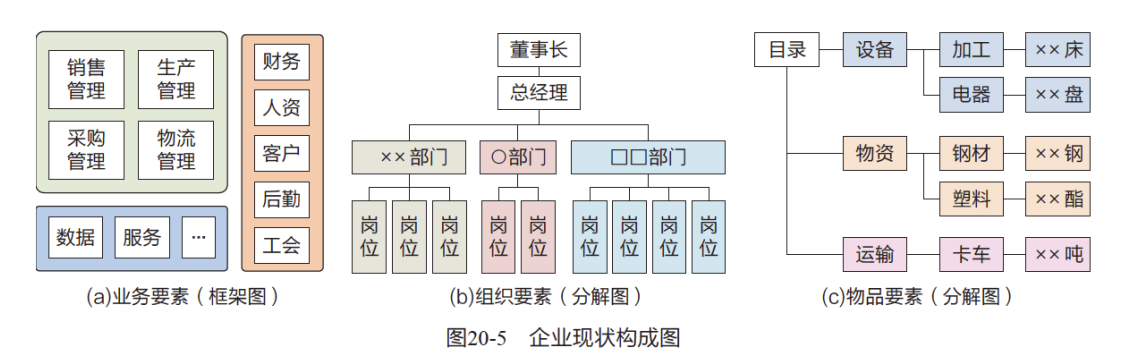 销售
管理
生产
管理
采购
管理
物流
管理
数据
服务
...
财务
人资
客户
后勤
工会
(a)业务要素（框架图）
董事长
总经理
××部门
○部门
□□部门
岗位
岗位
岗位
岗位
岗位
岗位
岗位
岗位
岗位
(b)组织要素（分解图）
目录
设备
加工
××床
电器
××盘
物资
钢材
××钢
塑料
××酯
运输
卡车
××吨
(c)物品要素（分解图）
图20-5 企业现状构成图